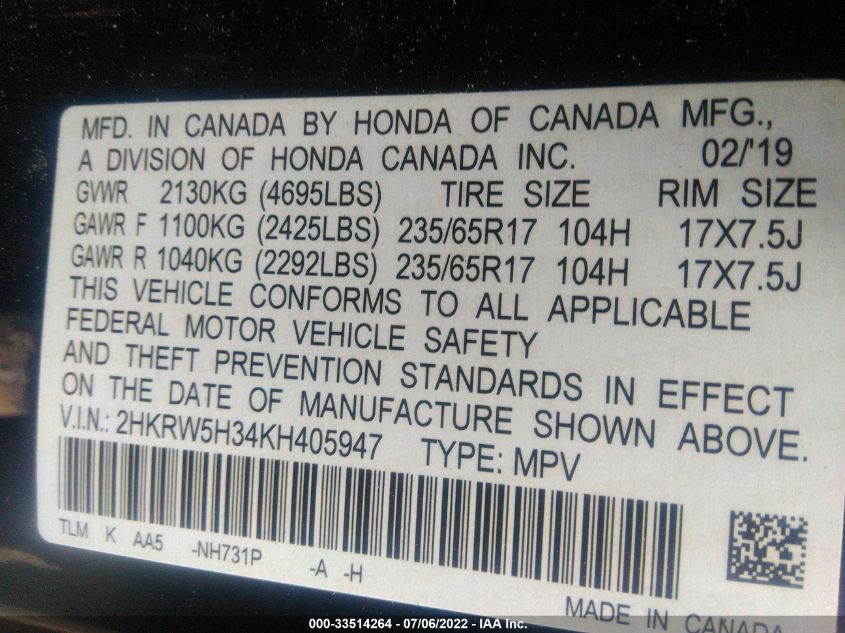 MFD. IN CANADA BY HONDA OF CANADA MFG.,
A DIVISION OF HONDA CANADA INC. 02/'19
GVWR 2130KG (4695LBS) TIRE SIZE RIM SIZE
GAWR F 1100KG (2425LBS) 235/65R17 104H 17X7.5J
GAWR R 1040KG (2292LBS) 235/65R17 104H 17X7.5J
THIS VEHICLE CONFORMS TO ALL APPLICABLE
FEDERAL MOTOR VEHICLE SAFETY
AND THEFT PREVENTION STANDARDS IN EFFECT
ON THE DATE OF MANUFACTURE SHOWN ABOVE.
V.I.N.: 2HKRW5H34KH405947 TYPE: MPV
TLM K AA5 -NH731P -A -H
MADE IN CANADA
000-33514264 - 07/06/2022 - IAA Inc.